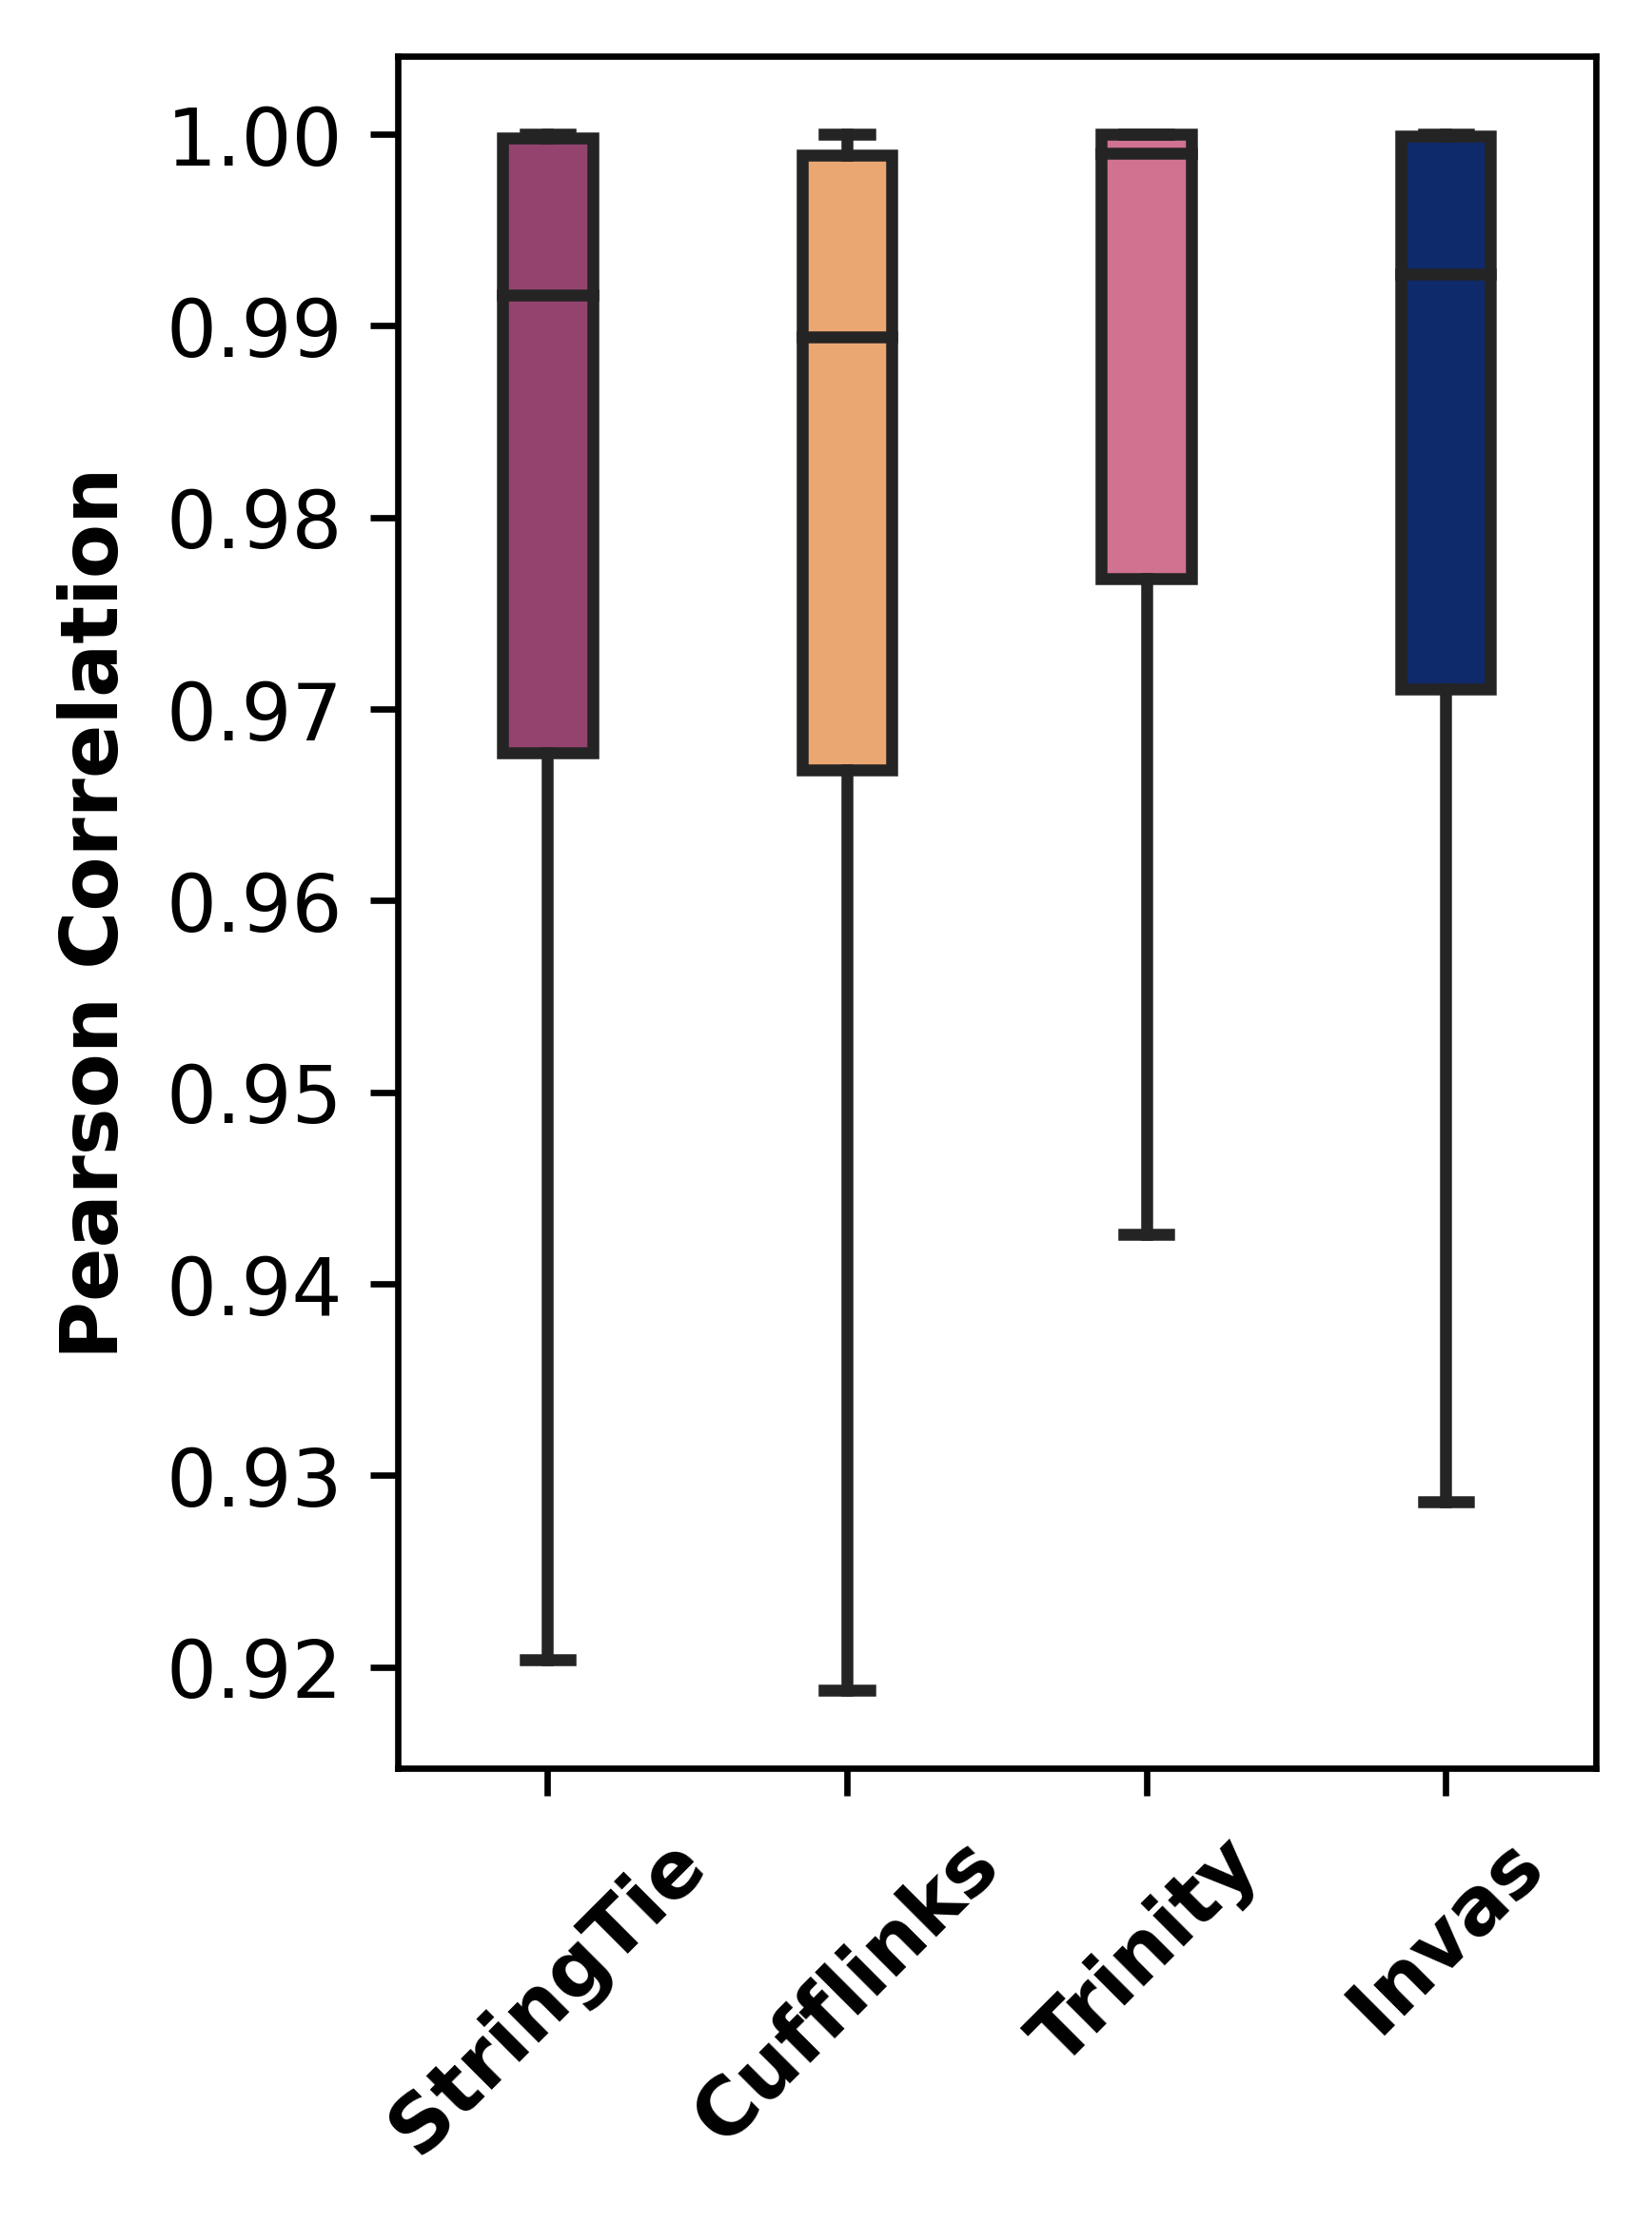 Pearson Correlation
1.00
0.99
0.98
0.97
0.96
0.95
0.94
0.93
0.92
StringTie
Cufflinks
Trinity
Invas